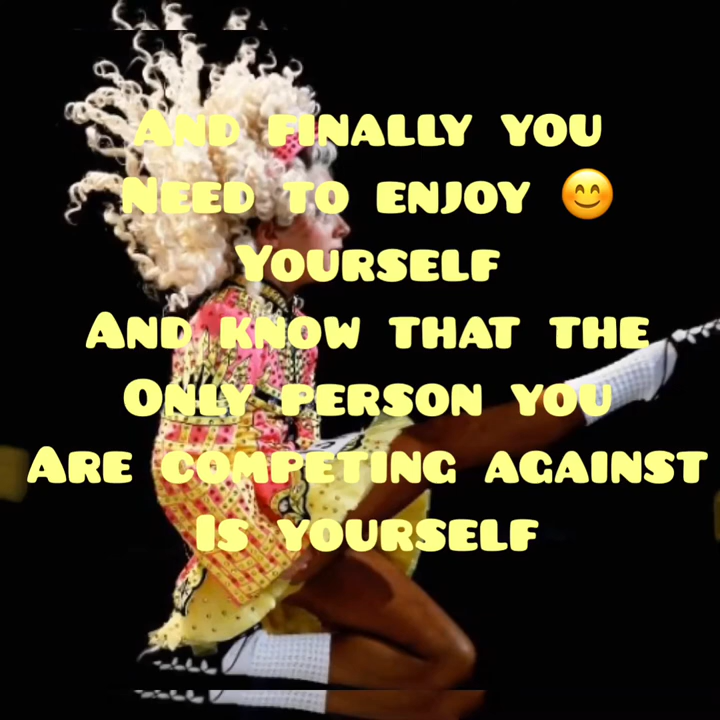 And finally you
Need to enjoy 😊
Yourself
And know that the
Only person you
Are competing against
Is yourself